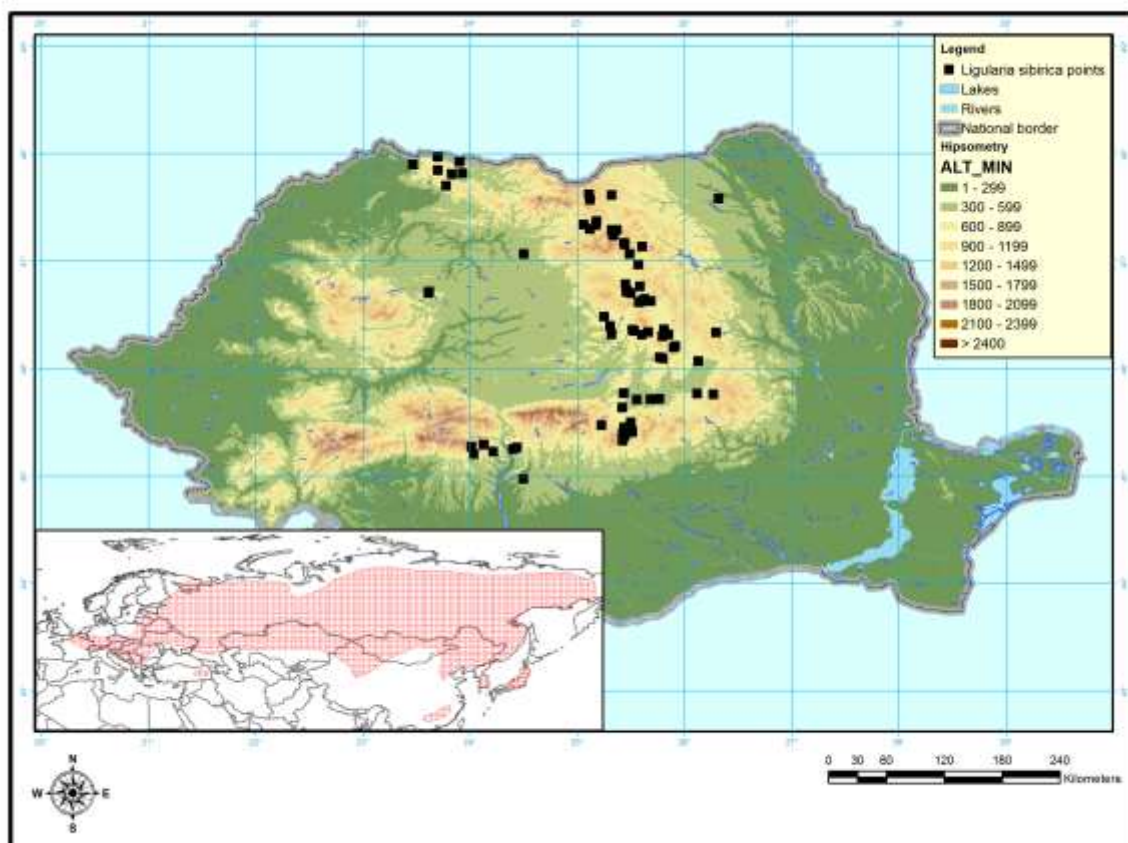 Legend
Ligularia sibirica points
Lakes
Rivers
National border
Hipsometry
ALT_MIN
1 - 299
300 - 599
600 - 899
900 - 1199
1200 - 1499
1500 - 1799
1800 - 2099
2100 - 2399
> 2400
N
W E
S
0 30 60 120 180 240
Kilometers